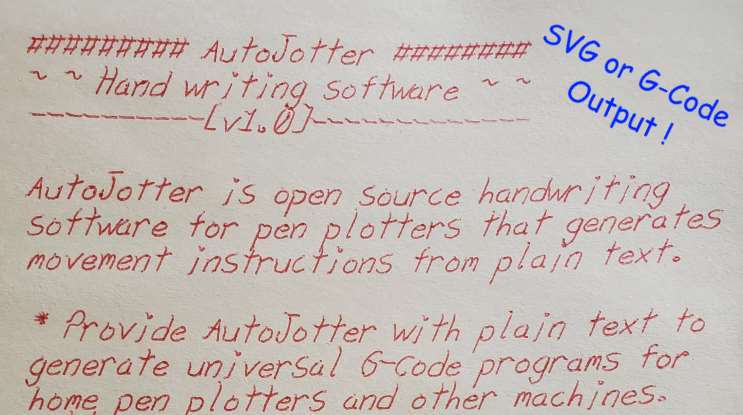 ######### AutoJotter ########
~ ~ Hand writing software ~ ~
----------[v1.0]-------------
SVG or G-Code
Output !
AutoJotter is open source handwriting
software for pen plotters that generates
movement instructions from plain text.
* Provide AutoJotter with plain text to
generate universal G-Code programs for
home pen plotters and other machines.